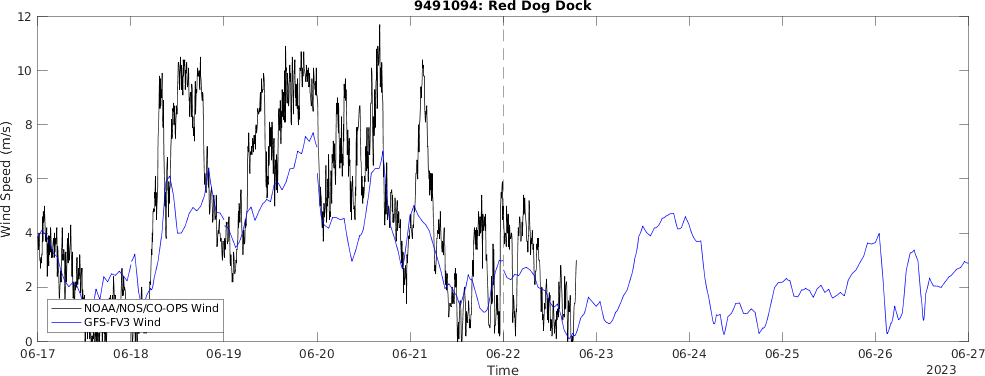 9491094: Red Dog Dock
Wind Speed (m/s)
12
10
8
6
4
2
0
NOAA/NOS/CO-OPS Wind
GFS-FV3 Wind
06-17 06-18 06-19 06-20 06-21 06-22 06-23 06-24 06-25 06-26 06-27
Time
2023